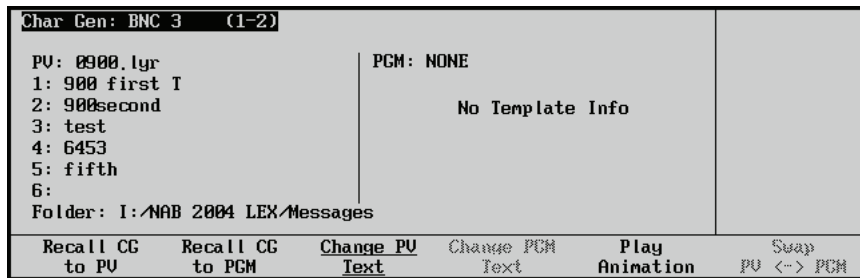 Char Gen: BNC 3 (1-2)
PV: 0900.lyr
PGM: NONE
1: 900 first T
2: 900second
No Template Info
3: test
4: 6453
5: fifth
6:
Folder: I:/NAB 2004 LEX/Messages
Recall CG to PV
Recall CG to PGM
Change PV Text
Change PGM Text
Play Animation
Swap PV <-> PGM